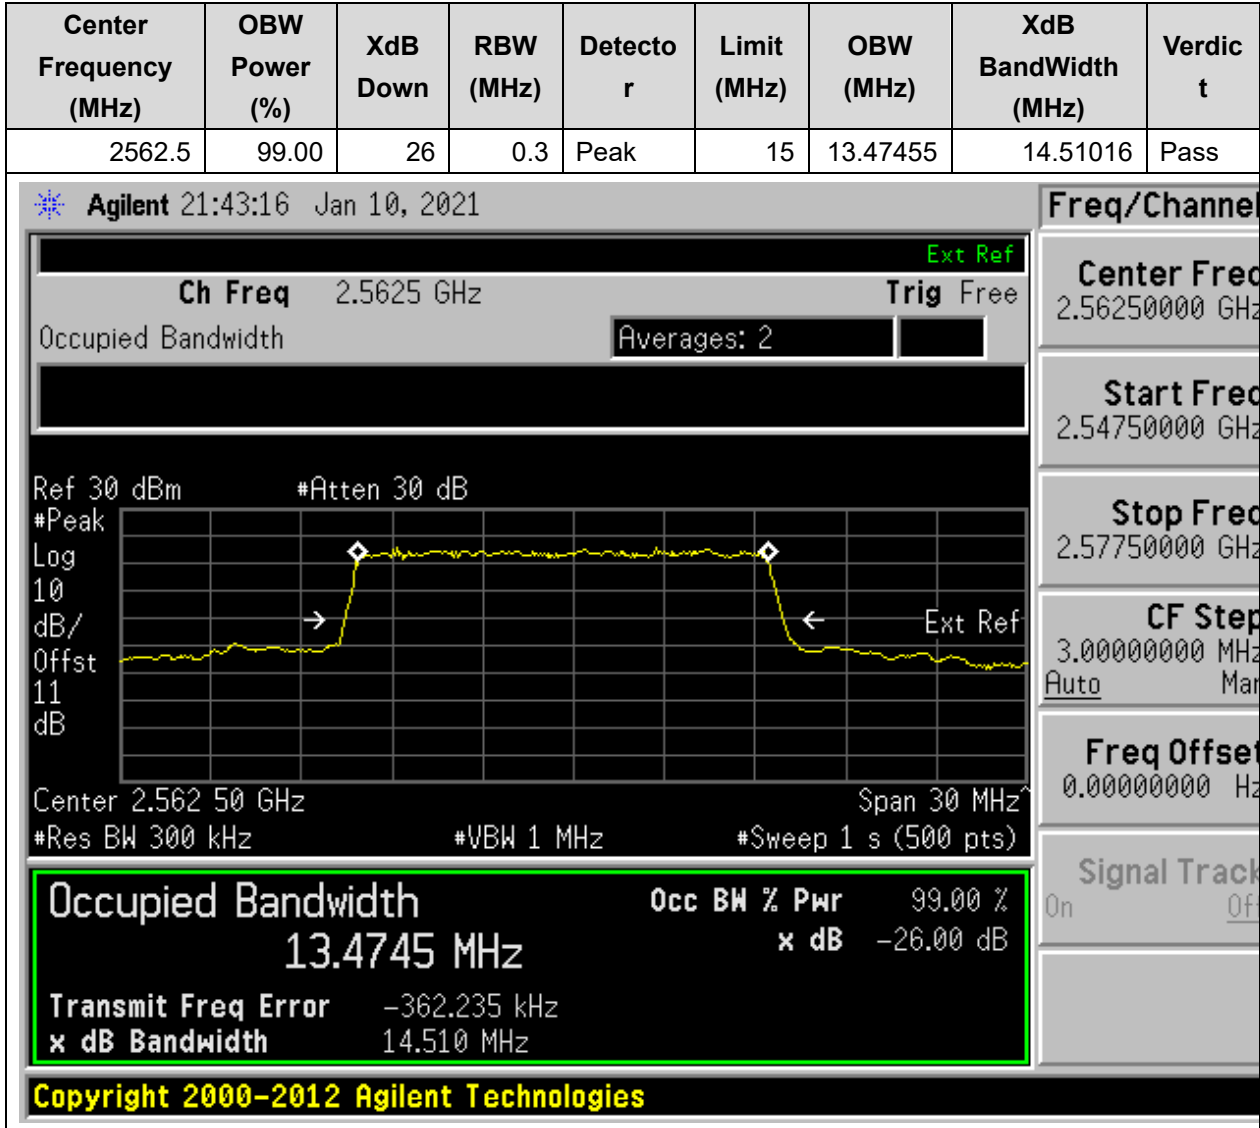 Center Frequency (MHz) OBW Power (%) XdB Down RBW (MHz) Detector Limit (MHz) OBW (MHz) XdB BandWidth (MHz) Verdict
2562.5 99.00 26 0.3 Peak 15 13.47455 14.51016 Pass
Agilent 21:43:16 Jan 10, 2021
Freq/Channel
Ext Ref
Ch Freq 2.5625 GHz Trig Free
Occupied Bandwidth Averages: 2
Center Freq
2.56250000 GHz
Start Freq
2.54750000 GHz
Stop Freq
2.57750000 GHz
CF Step
3.00000000 MHz
Auto Man
Freq Offset
0.00000000 Hz
Signal Track
On Off
Ref 30 dBm #Atten 30 dB
#Peak
Log
10
dB/
Offst
11
dB
Ext Ref
Center 2.562 50 GHz Span 30 MHz^
#Res BW 300 kHz #VBW 1 MHz #Sweep 1 s (500 pts)
Occupied Bandwidth Occ BW % Pwr 99.00 %
13.4745 MHz x dB -26.00 dB
Transmit Freq Error -362.235 kHz
x dB Bandwidth 14.510 MHz
Copyright 2000-2012 Agilent Technologies